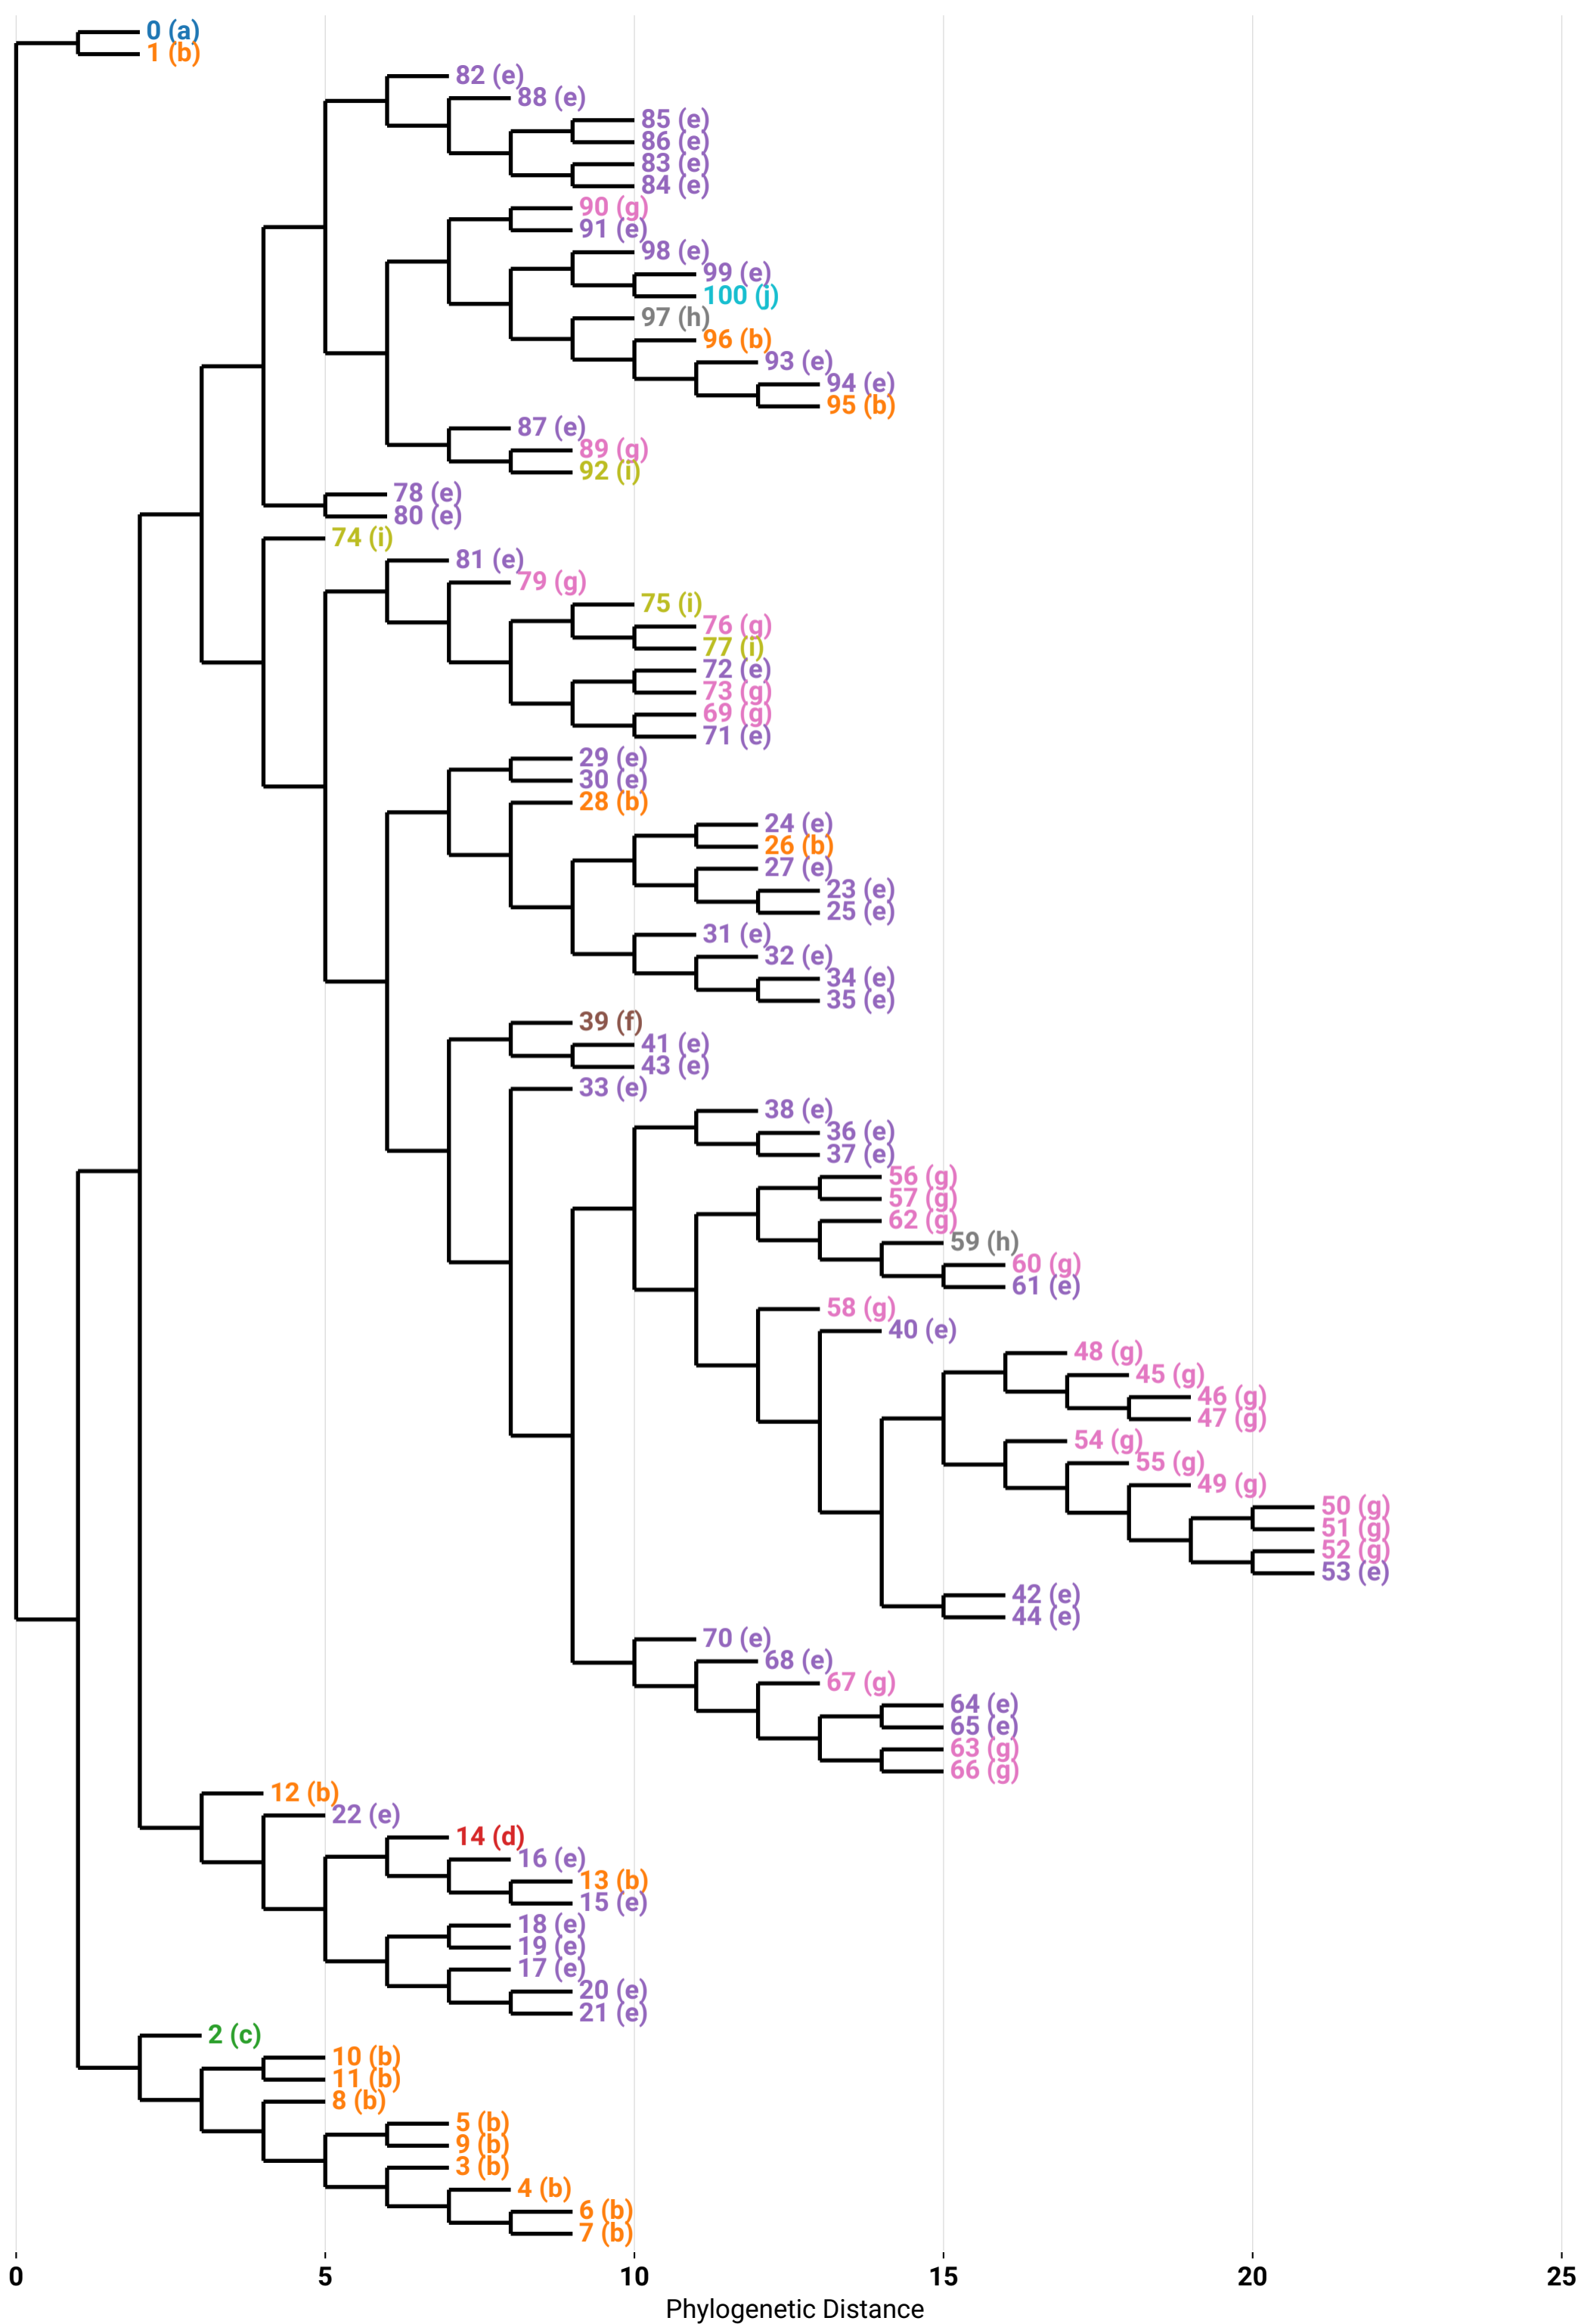 0 (a)
1 (b)
82 (e)
88 (e)
85 (e)
86 (e)
83 (e)
84 (e)
90 (g)
91 (e)
98 (e)
99 (e)
100 (j)
97 (h)
96 (b)
93 (e)
94 (e)
95 (b)
87 (e)
89 (g)
92 (i)
78 (e)
80 (e)
74 (i)
81 (e)
79 (g)
75 (i)
76 (g)
77 (i)
72 (e)
73 (g)
69 (g)
71 (e)
29 (e)
30 (e)
28 (b)
24 (e)
26 (b)
27 (e)
23 (e)
25 (e)
31 (e)
32 (e)
34 (e)
35 (e)
39 (f)
41 (e)
43 (e)
33 (e)
38 (e)
36 (e)
37 (e)
56 (g)
57 (g)
62 (g)
59 (h)
60 (g)
61 (e)
58 (g)
40 (e)
48 (g)
45 (g)
46 (g)
47 (g)
54 (g)
55 (g)
49 (g)
50 (g)
51 (g)
52 (g)
53 (e)
42 (e)
44 (e)
70 (e)
68 (e)
67 (g)
64 (e)
65 (e)
63 (g)
66 (g)
12 (b)
22 (e)
14 (d)
16 (e)
13 (b)
15 (e)
18 (e)
19 (e)
17 (e)
20 (e)
21 (e)
2 (c)
10 (b)
11 (b)
8 (b)
5 (b)
9 (b)
3 (b)
4 (b)
6 (b)
7 (b)
0 5 10 15 20 25
Phylogenetic Distance